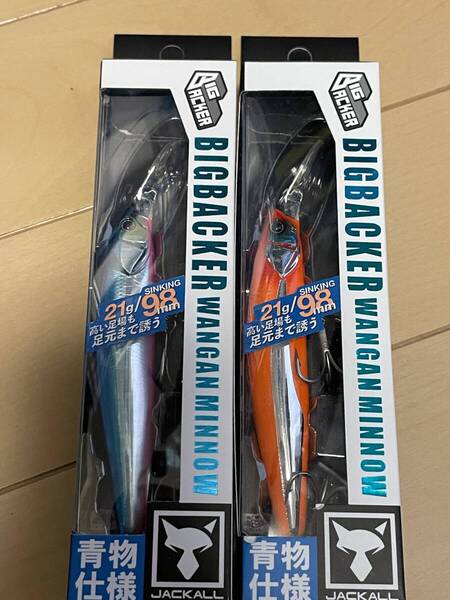 BIG
BACKER
BIGBACKER WANGAN MINNOW
SINKING
21g/98mm
高い足場も
足元まで誘う
青物
仕様
JACKALL
BIG
BACKER
BIGBACKER WANGAN MINNOW
SINKING
21g/98mm
高い足場も
足元まで誘う
青物
仕様
JACKALL